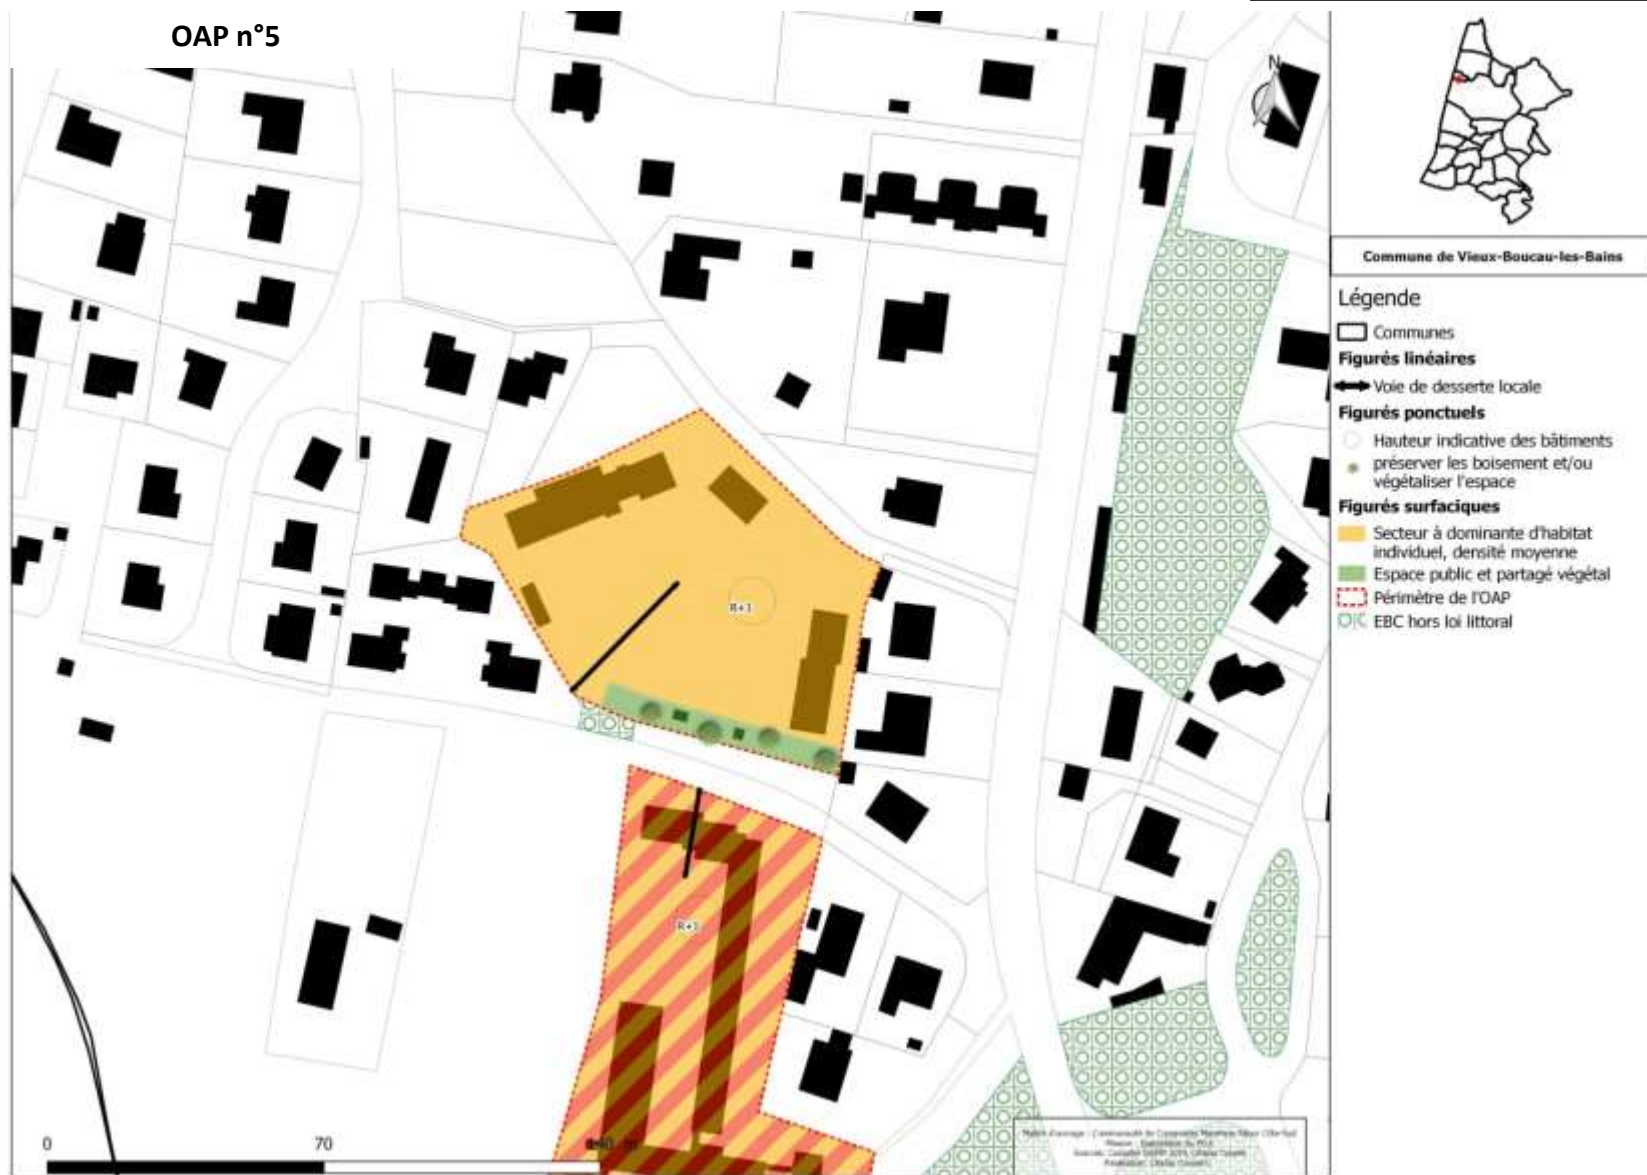 OAP n°5
N
Commune de Vieux-Boucau-les-Bains
Légende
Communes
Figurés linéaires
Voie de desserte locale
Figurés ponctuels
Hauteur indicative des bâtiments
préserver les boisement et/ou
végétaliser l'espace
Figurés surfaciques
Secteur à dominante d'habitat
individuel, densité moyenne
Espace public et partagé végétal
Périmètre de l'OAP
EBC hors loi littoral
R+1
R+1
0 70